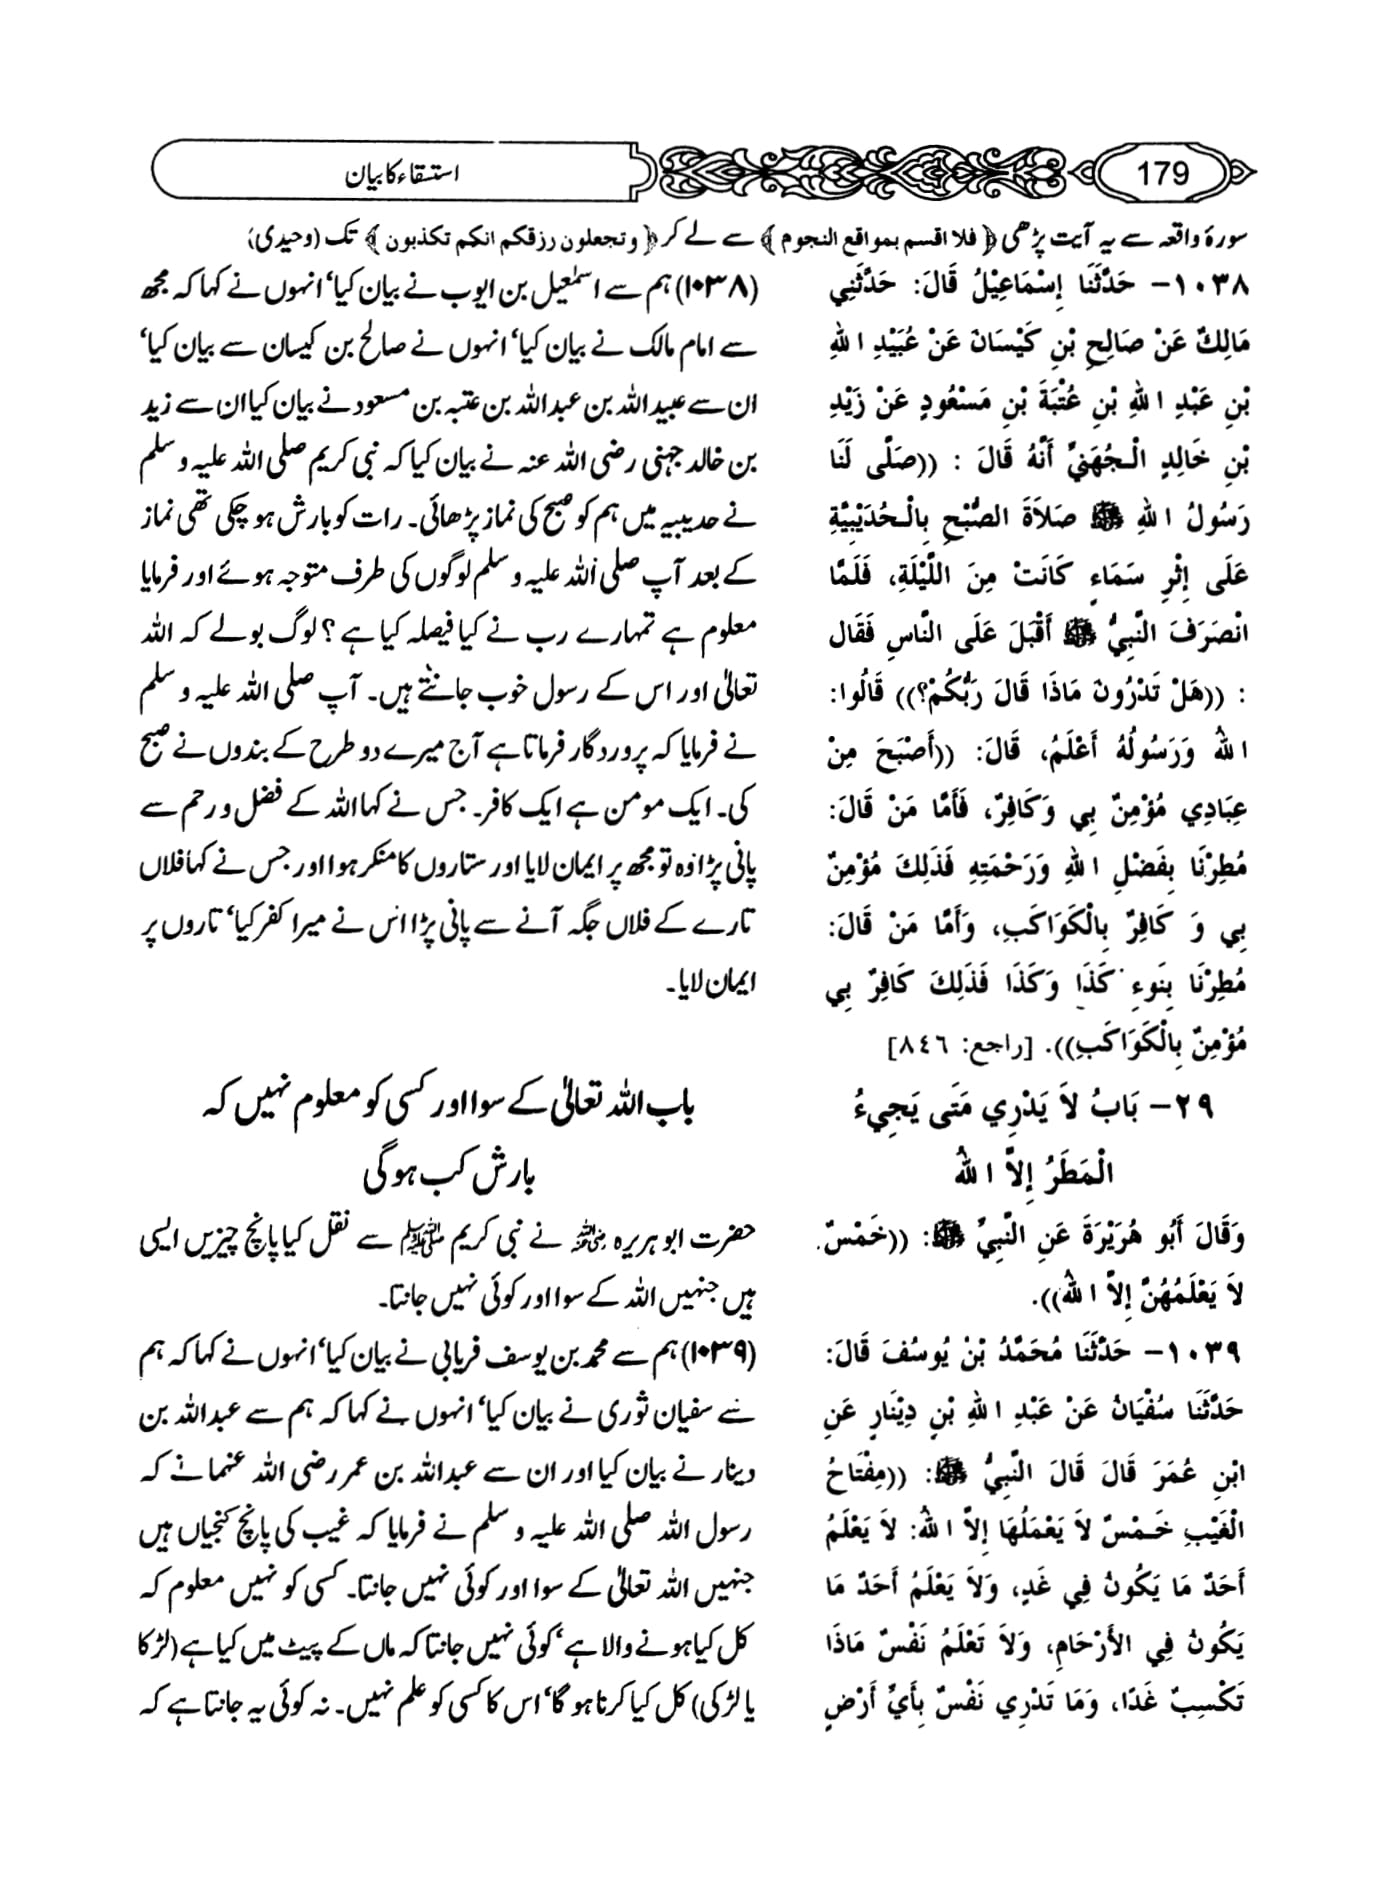 179
استسقاء کا بیان
سورۂ واقعہ سے یہ آیت پڑھی ﴿ فلا اقسم بمواقع النجوم ﴾ سے لے کر ﴿ وتجعلون رزقکم انکم تکذبون ﴾ تک (وحیدی)
١٠٣٨– حَدَّثَنَا إِسْمَاعِيْلُ قَالَ: حَدَّثَنِي
مَالِكٌ عَنْ صَالِحِ بْنِ كَيْسَانَ عَنْ عُبَيْدِ اللهِ
بْنِ عَبْدِ اللهِ بْنِ عُتْبَةَ بْنِ مَسْعُودٍ عَنْ زَيْدِ
بْنِ خَالِدٍ الْجُهَنِيِّ أَنَّهُ قَالَ : ((صَلَّى لَنَا
رَسُولُ اللهِ ﷺ صَلاَةَ الصُّبْحِ بِالْحُدَيْبِيَّةِ
عَلَى إِثْرِ سَمَاءٍ كَانَتْ مِنَ اللَّيْلَةِ، فَلَمَّا
انْصَرَفَ النَّبِيُّ ﷺ أَقْبَلَ عَلَى النَّاسِ فَقَال
: ((هَلْ تَدْرُونَ مَاذَا قَالَ رَبُّكُمْ؟)) قَالُوا:
اللهُ وَرَسُولُهُ أَعْلَمُ، قَالَ: ((أَصْبَحَ مِنْ
عِبَادِي مُؤْمِنٌ بِي وَكَافِرٌ، فَأَمَّا مَنْ قَالَ:
مُطِرْنَا بِفَضْلِ اللهِ وَرَحْمَتِهِ فَذَلِكَ مُؤْمِنٌ
بِي وَ كَافِرٌ بِالْكَوَاكَبِ، وَأَمَّا مَنْ قَالَ:
مُطِرْنَا بِنَوءِ كَذَا وَكَذَا فَذَلِكَ كَافِرٌ بِي
مُؤْمِنٌ بِالْكَوَاكَبِ)). [راجع: ٨٤٦]
(۱۰۳۸) ہم سے اسمٰعیل بن ایوب نے بیان کیا' انہوں نے کہا کہ مجھ
سے امام مالک نے بیان کیا' انہوں نے صالح بن کیسان سے بیان کیا'
ان سے عبید اللہ بن عبد اللہ بن عتبہ بن مسعود نے بیان کیا ان سے زید
بن خالد جہنی رضی اللہ عنہ نے بیان کیا کہ نبی کریم صلی اللہ علیہ و سلم
نے حدیبیہ میں ہم کو صبح کی نماز پڑھائی۔ رات کو بارش ہو چکی تھی نماز
کے بعد آپ صلی اللہ علیہ و سلم لوگوں کی طرف متوجہ ہوئے اور فرمایا
معلوم ہے تمہارے رب نے کیا فیصلہ کیا ہے؟ لوگ بولے کہ اللہ
تعالیٰ اور اس کے رسول خوب جانتے ہیں۔ آپ صلی اللہ علیہ و سلم
نے فرمایا کہ پروردگار فرماتا ہے آج میرے دو طرح کے بندوں نے صبح
کی۔ ایک مومن ہے ایک کافر۔ جس نے کہا اللہ کے فضل و رحم سے
پانی پڑا وہ تو مجھ پر ایمان لایا اور ستاروں کا منکر ہوا اور جس نے کہا فلاں
تارے کے فلاں جگہ آنے سے پانی پڑا اس نے میرا کفر کیا' تاروں پر
ایمان لایا۔
٢٩– بَابُ لاَ يَدْرِي مَتَى يَجِيءُ
الْمَطَرُ إِلاَّ اللهُ
باب اللہ تعالیٰ کے سوا اور کسی کو معلوم نہیں کہ
بارش کب ہو گی
وَقَالَ أَبُو هُرَيْرَةَ عَنِ النَّبِيِّ ﷺ: ((خَمْسٌ
لاَ يَعْلَمُهُنَّ إِلاَّ اللهُ)).
حضرت ابو ہریرہ رضی اللہ عنہ نے نبی کریم ﷺ سے نقل کیا پانچ چیزیں ایسی
ہیں جنہیں اللہ کے سوا اور کوئی نہیں جانتا۔
١٠٣٩– حَدَّثَنَا مُحَمَّدُ بْنُ يُوسُفَ قَالَ:
حَدَّثَنَا سُفْيَانُ عَنْ عَبْدِ اللهِ بْنِ دِيْنَارٍ عَنِ
ابْنِ عُمَرَ قَالَ قَالَ النَّبِيُّ ﷺ: ((مِفْتَاحُ
الْغَيْبِ خَمْسٌ لاَ يَعْمَلُهَا إِلاَّ اللهُ: لاَ يَعْلَمُ
أَحَدٌ مَا يَكُونُ فِي غَدٍ، وَلاَ يَعْلَمُ أَحَدٌ مَا
يَكُونُ فِي الأَرْحَامِ، وَلاَ تَعْلَمُ نَفْسٌ مَاذَا
تَكْسِبُ غَدًا، وَمَا تَدْرِي نَفْسٌ بِأَيِّ أَرْضٍ
(۱۰۳۹) ہم سے محمد بن یوسف فریابی نے بیان کیا' انہوں نے کہا کہ ہم
سے سفیان ثوری نے بیان کیا' انہوں نے کہا کہ ہم سے عبداللہ بن
دینار نے بیان کیا اور ان سے عبداللہ بن عمر رضی اللہ عنہما نے کہ
رسول اللہ صلی اللہ علیہ و سلم نے فرمایا کہ غیب کی پانچ کنجیاں ہیں
جنہیں اللہ تعالیٰ کے سوا اور کوئی نہیں جانتا۔ کسی کو نہیں معلوم کہ
کل کیا ہونے والا ہے' کوئی نہیں جانتا کہ ماں کے پیٹ میں کیا ہے (لڑکا
یا لڑکی) کل کیا کرنا ہو گا' اس کا کسی کو علم نہیں۔ نہ کوئی یہ جانتا ہے کہ